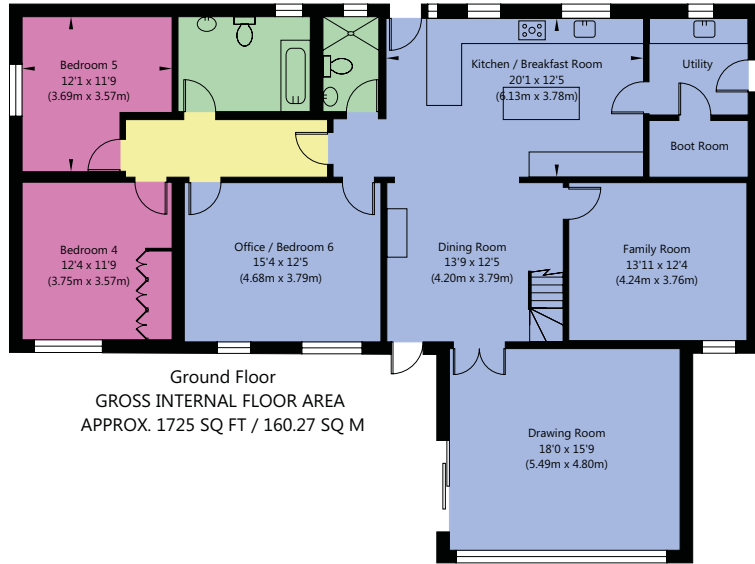 Bedroom 5
12'1 x 11'9
(3.69m x 3.57m)
Kitchen / Breakfast Room
20'1 x 12'5
(6.13m x 3.78m)
Utility
Boot Room
Bedroom 4
12'4 x 11'9
(3.75m x 3.57m)
Office / Bedroom 6
15'4 x 12'5
(4.68m x 3.79m)
Dining Room
13'9 x 12'5
(4.20m x 3.79m)
Family Room
13'11 x 12'4
(4.24m x 3.76m)
Ground Floor
GROSS INTERNAL FLOOR AREA
APPROX. 1725 SQ FT / 160.27 SQ M
Drawing Room
18'0 x 15'9
(5.49m x 4.80m)